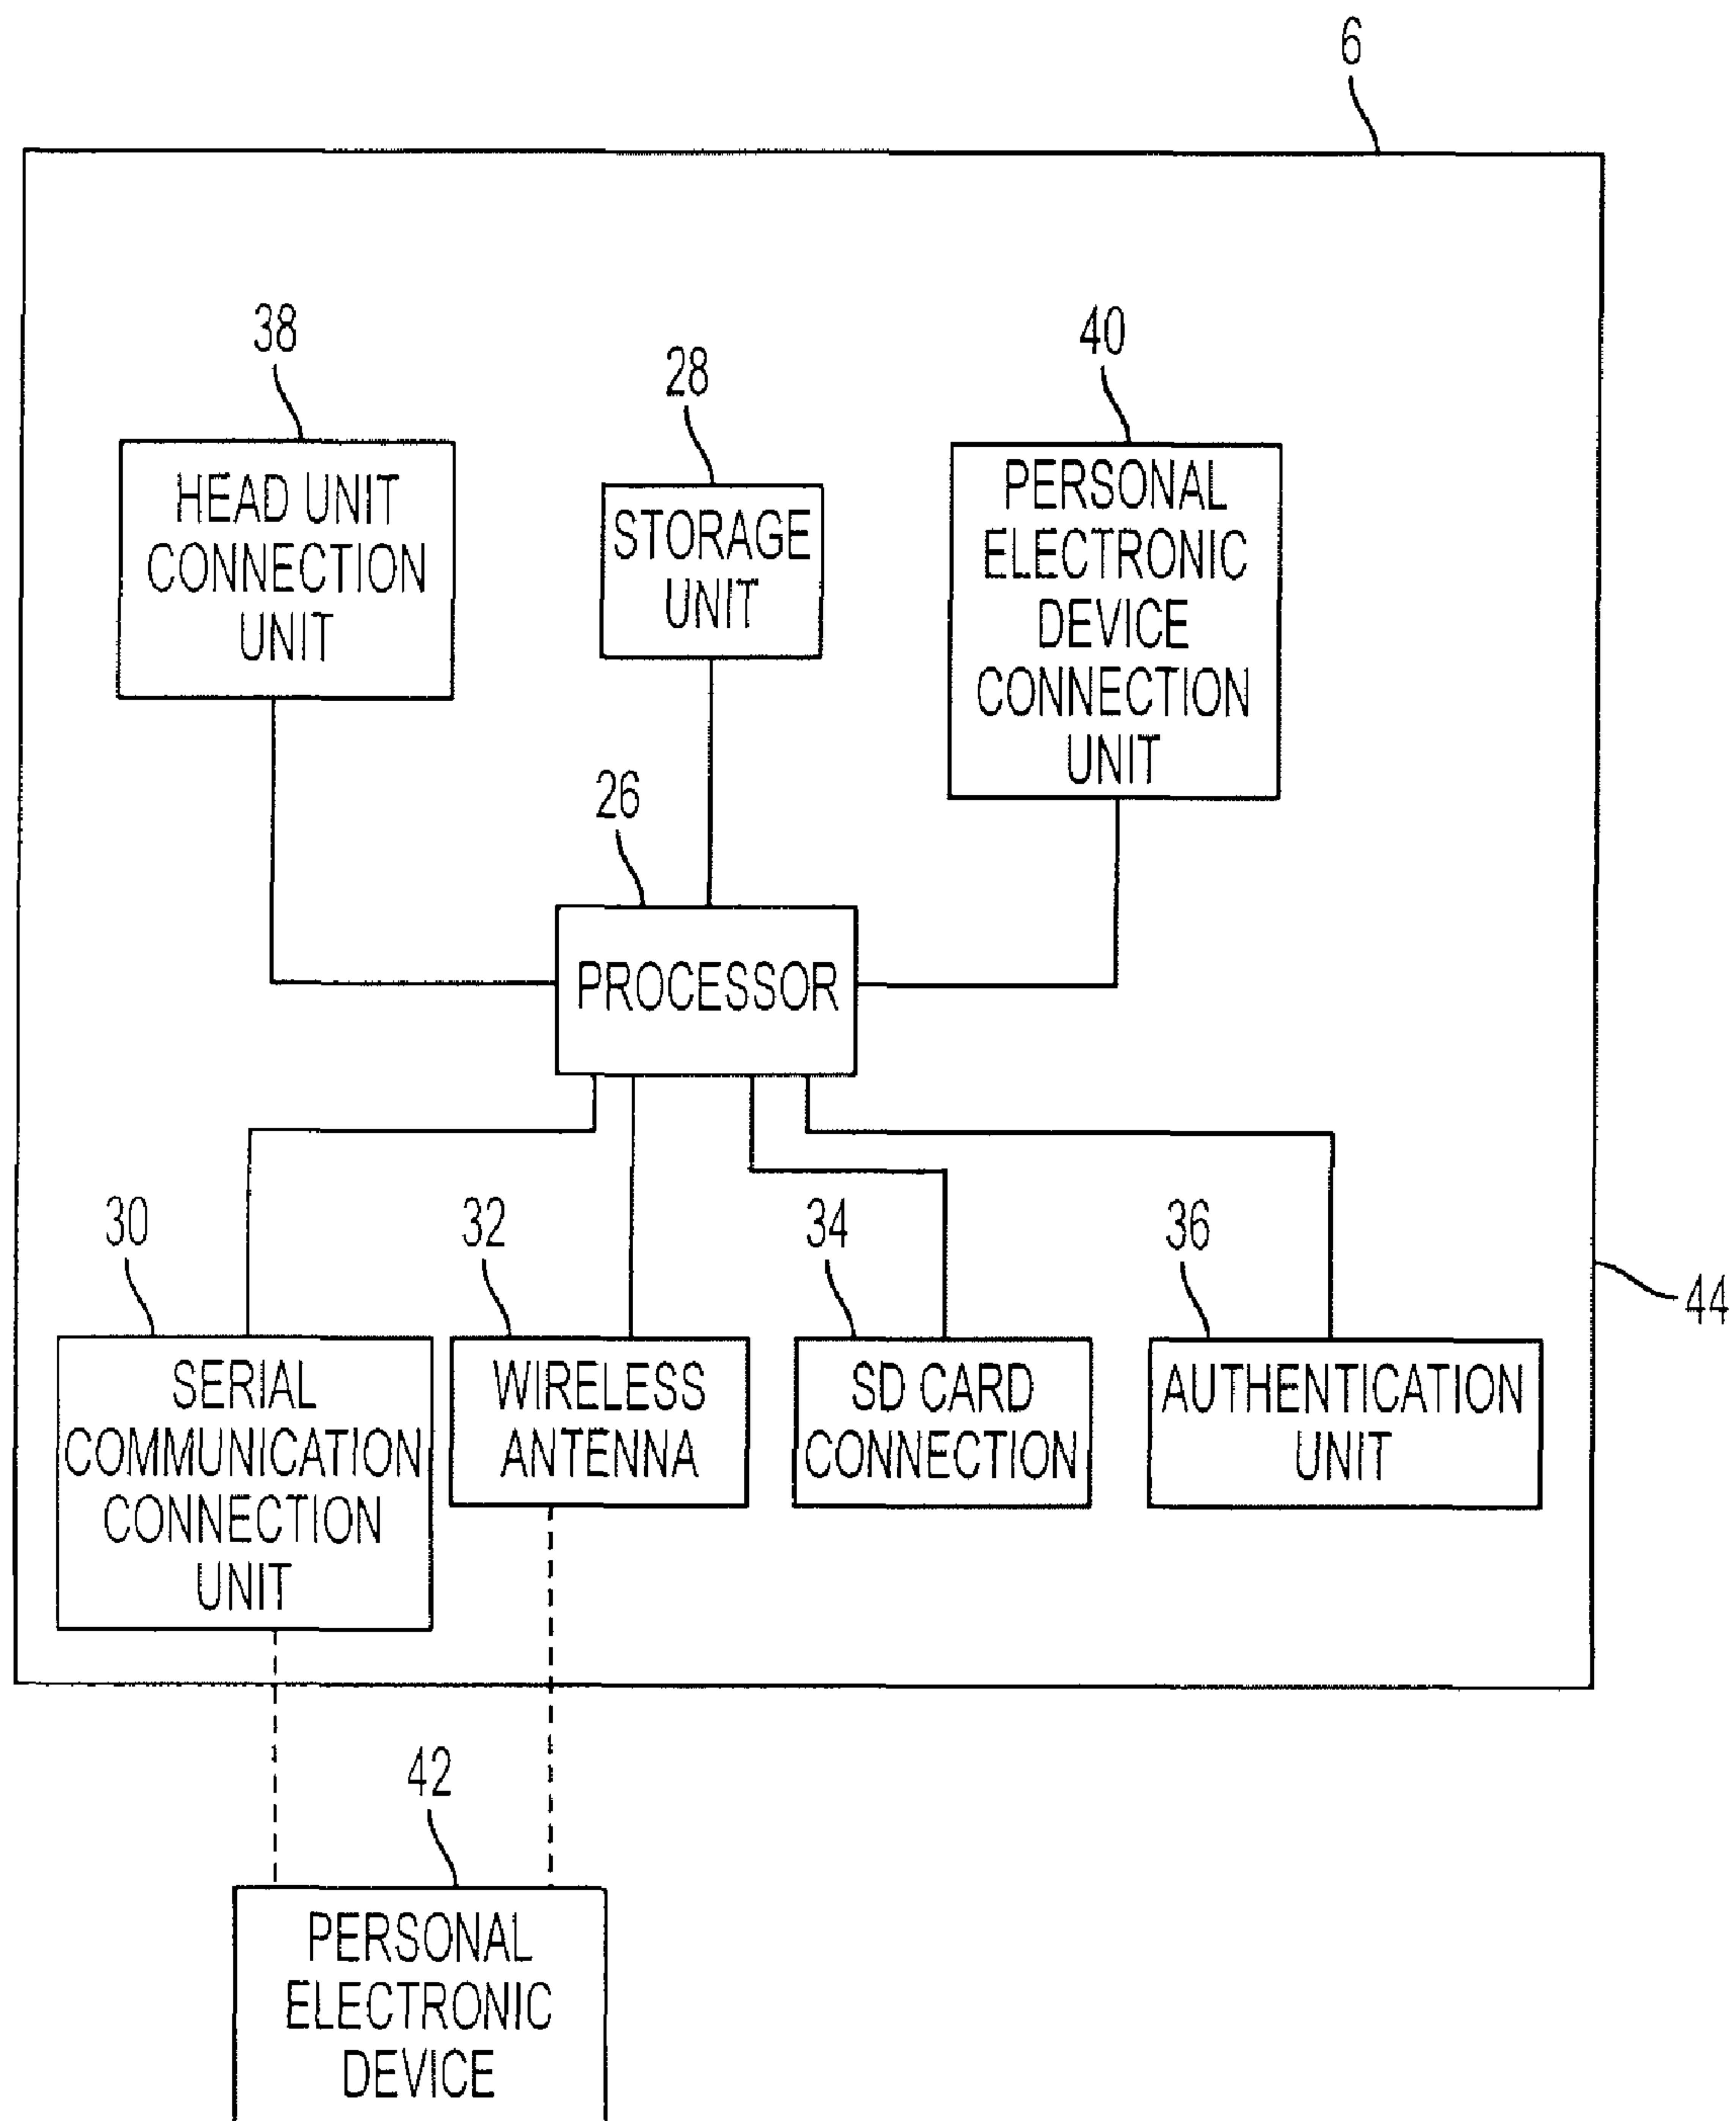 6
38
HEAD UNIT
CONNECTION
UNIT
28
STORAGE
UNIT
40
PERSONAL
ELECTRONIC
DEVICE
CONNECTION
UNIT
26
PROCESSOR
30
SERIAL
COMMUNICATION
CONNECTION
UNIT
32
WIRELESS
ANTENNA
34
SD CARD
CONNECTION
36
AUTHENTICATION
UNIT
44
42
PERSONAL
ELECTRONIC
DEVICE